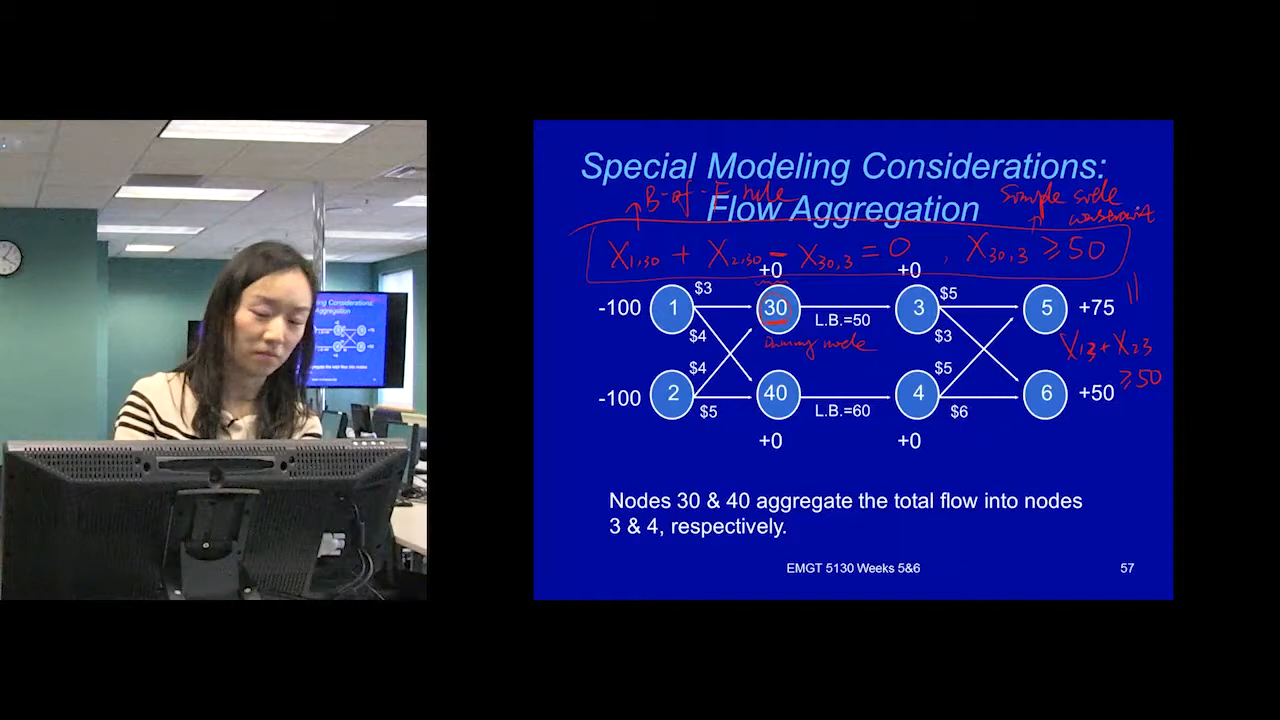 Special Modeling Considerations:
Flow Aggregation
B-of-F rule
Simple side
constraint
X1,30 + X2,30 - X30,3 = 0 , X30,3 ≥ 50
+0 +0
-100 1 $3 30 L.B.=50 3 $5 5 +75
$4 $3
Dummy node
X13 + X23
≥ 50
$4 $5
-100 2 $5 40 L.B.=60 4 $6 6 +50
+0 +0
Nodes 30 & 40 aggregate the total flow into nodes
3 & 4, respectively.
EMGT 5130 Weeks 5&6 57